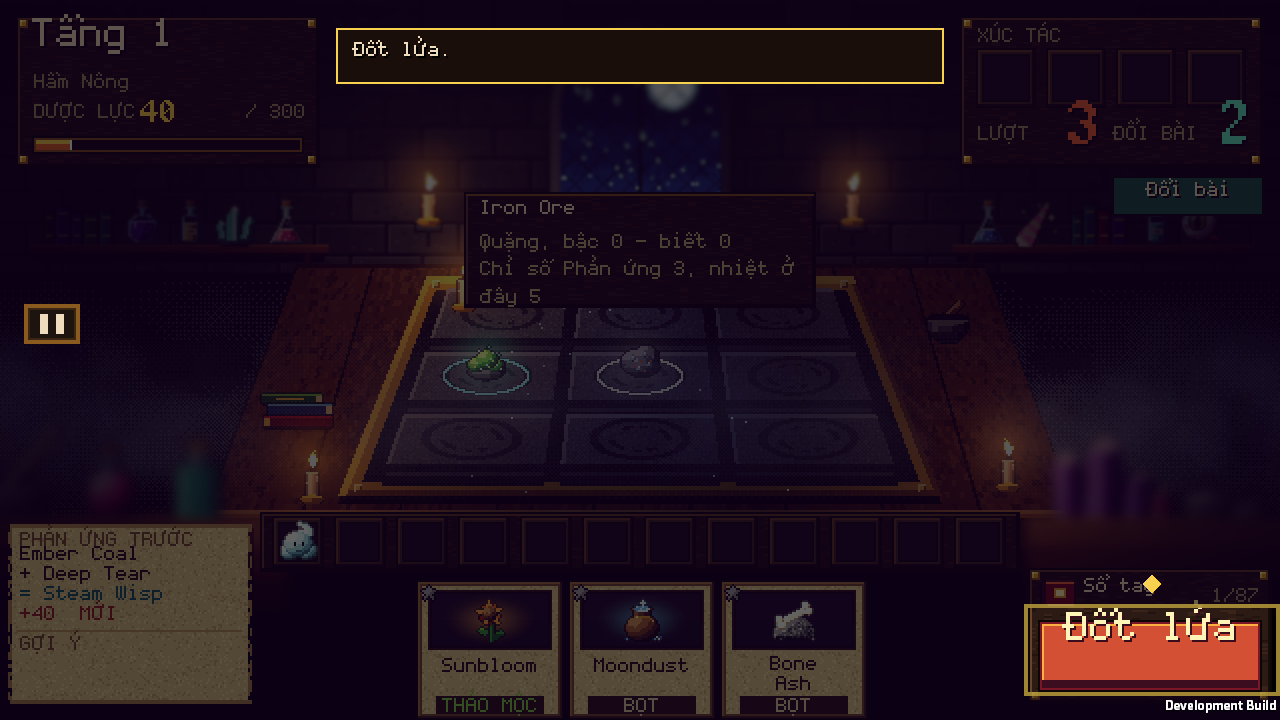 Tầng 1
Hầm Nông
DƯỢC LỰC 40 / 300
Đốt lửa.
XÚC TÁC
LƯỢT 3 ĐỔI BÀI 2
Đổi bài
Iron Ore
Quặng, bậc 0 - biết 0
Chỉ số Phản ứng 3, nhiệt ở
đây 5
PHẢN ỨNG TRƯỚC
Ember Coal
+ Deep Tear
= Steam Wisp
+40 MỚI
GỢI Ý
Sunbloom
THẢO MỘC
Moondust
BỘT
Bone
Ash
BỘT
Sổ tay
1/87
Đốt lửa
Development Build